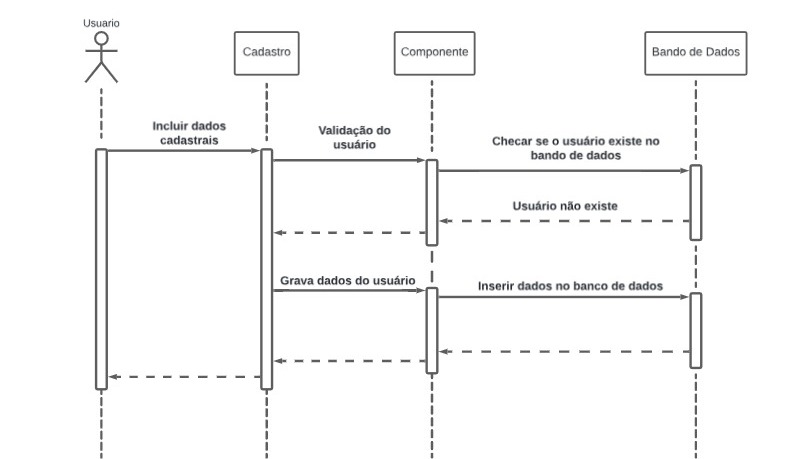 Usuario
Cadastro
Componente
Bando de Dados
Incluir dados
cadastrais
Validação do
usuário
Checar se o usuário existe no
bando de dados
Usuário não existe
Grava dados do usuário
Inserir dados no banco de dados